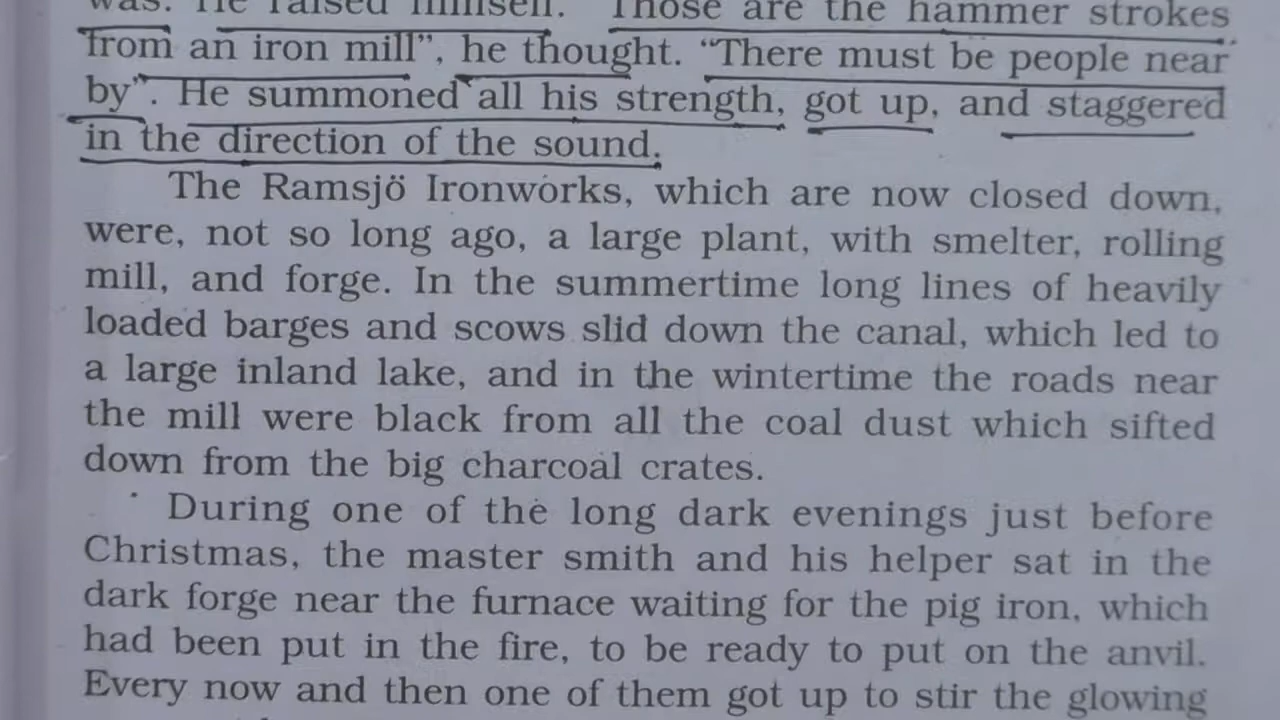 was. He raised himself. "Those are the hammer strokes
from an iron mill", he thought. "There must be people near
by". He summoned all his strength, got up, and staggered
in the direction of the sound.
The Ramsjö Ironworks, which are now closed down,
were, not so long ago, a large plant, with smelter, rolling
mill, and forge. In the summertime long lines of heavily
loaded barges and scows slid down the canal, which led to
a large inland lake, and in the wintertime the roads near
the mill were black from all the coal dust which sifted
down from the big charcoal crates.
During one of the long dark evenings just before
Christmas, the master smith and his helper sat in the
dark forge near the furnace waiting for the pig iron, which
had been put in the fire, to be ready to put on the anvil.
Every now and then one of them got up to stir the glowing